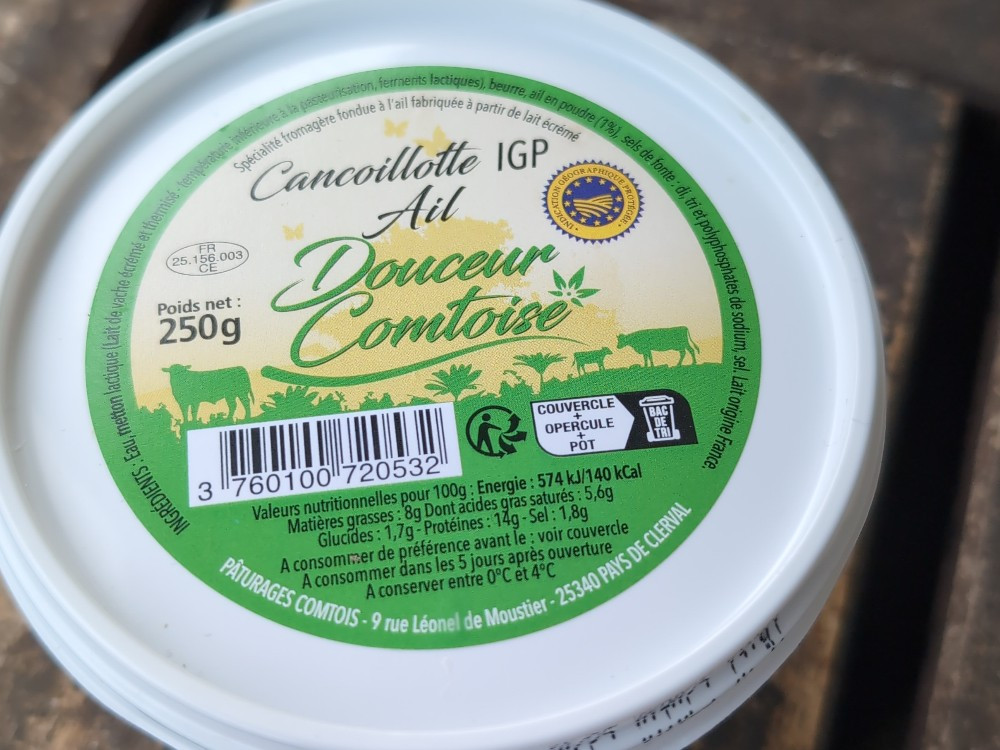 INGRÉDIENTS : Eau, metton lactique (Lait de vache écrémé et thermisé - température inférieure à la pasteurisation, ferments lactiques), beurre, ail en poudre (1%), sels de fonte : di, tri et polyphosphates de sodium, sel. Lait origine France.
Spécialité fromagère fondue à l'ail fabriquée à partir de lait écrémé
Cancoillotte IGP
Ail
INDICATION GÉOGRAPHIQUE PROTÉGÉE
FR
25.156.003
CE
Douceur
Comtoise
Poids net :
250g
COUVERCLE
+
OPERCULE
+
POT
BAC
DE
TRI
3 760100 720532
Valeurs nutritionnelles pour 100g : Energie : 574 kJ/140 kCal
Matières grasses : 8g Dont acides gras saturés : 5,6g
Glucides : 1,7g - Protéines : 14g - Sel : 1,8g
A consommer de préférence avant le : voir couvercle
A consommer dans les 5 jours après ouverture
A conserver entre 0°C et 4°C
PÂTURAGES COMTOIS - 9 rue Léonel de Moustier - 25340 PAYS DE CLERVAL